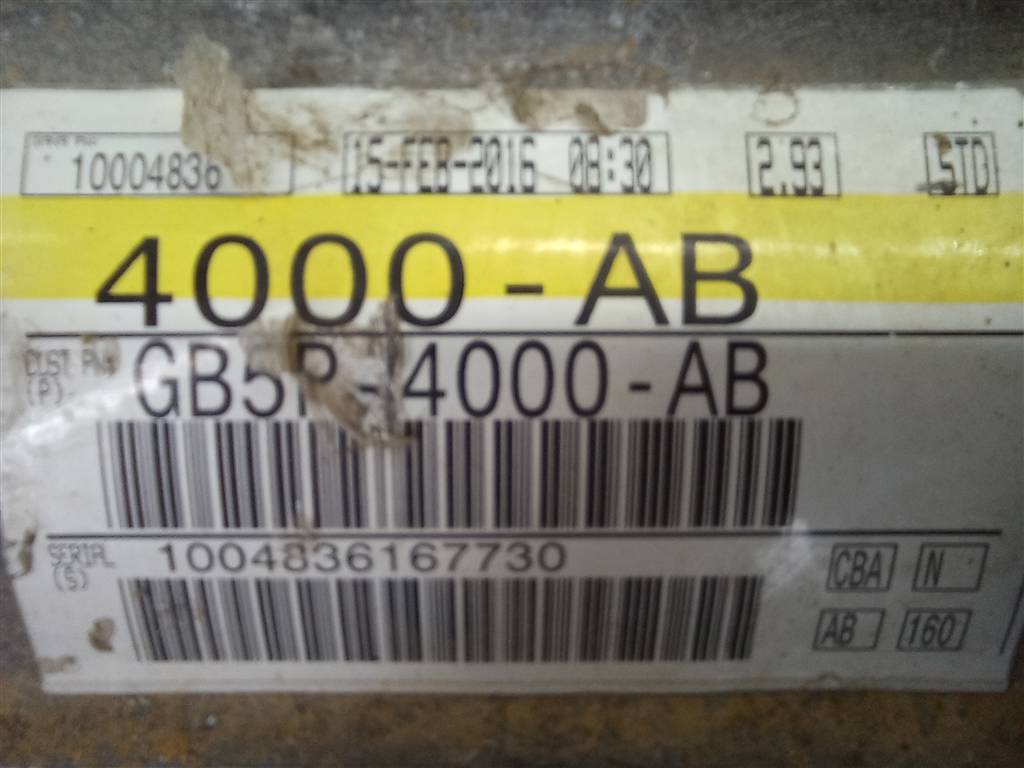 10004836 15-FEB-2016 08:30 2.93 STD
4000-AB
CUST P/N (P) GB5P-4000-AB
SERIAL (S) 1004836167730
CBA N
AB 160